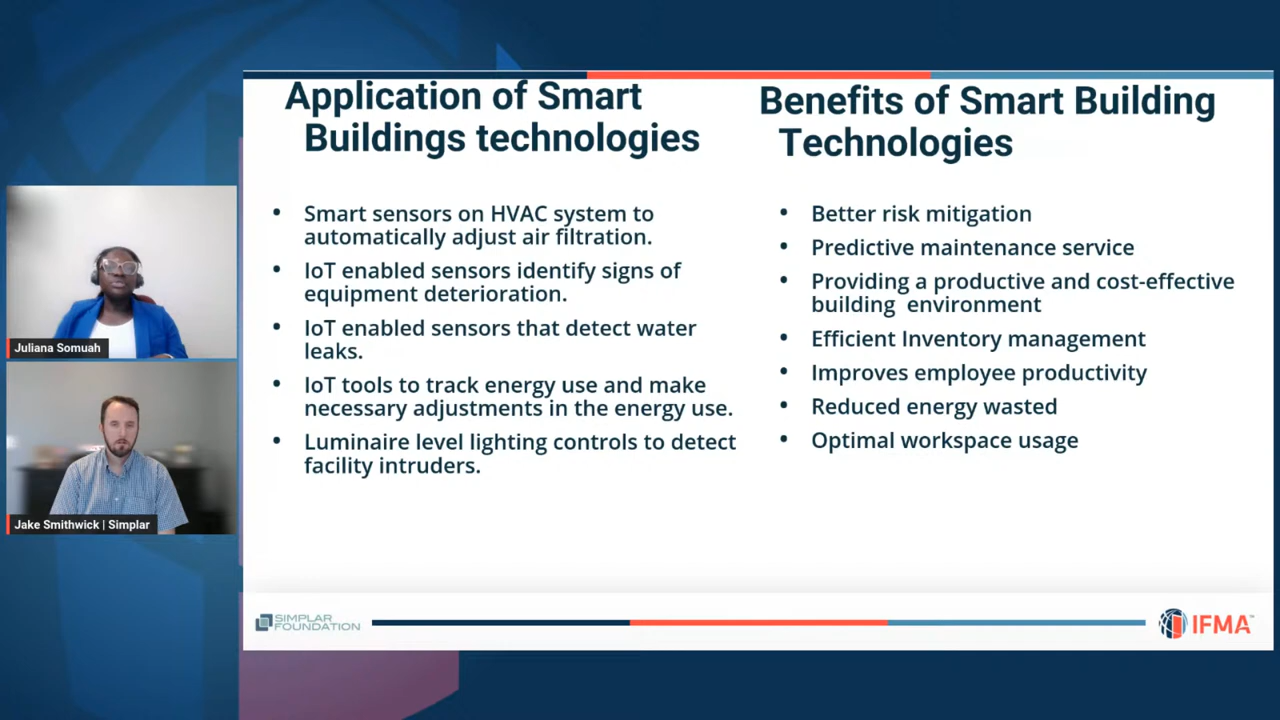 Application of Smart
Buildings technologies
Benefits of Smart Building
Technologies
• Smart sensors on HVAC system to
automatically adjust air filtration.
• IoT enabled sensors identify signs of
equipment deterioration.
• IoT enabled sensors that detect water
leaks.
• IoT tools to track energy use and make
necessary adjustments in the energy use.
• Luminaire level lighting controls to detect
facility intruders.
• Better risk mitigation
• Predictive maintenance service
• Providing a productive and cost-effective
building environment
• Efficient Inventory management
• Improves employee productivity
• Reduced energy wasted
• Optimal workspace usage
Juliana Somuah
Jake Smithwick | Simplar
SIMPLAR
FOUNDATION
IFMA™